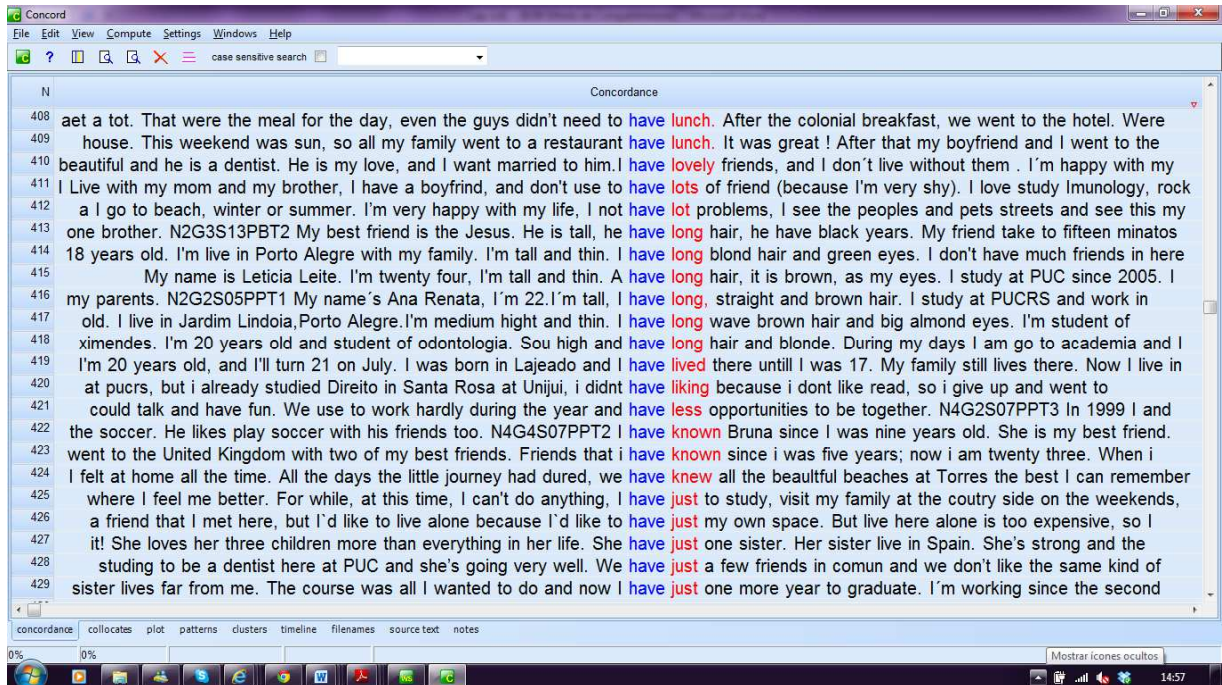 Concord
File Edit View Compute Settings Windows Help
case sensitive search
N Concordance
408 aet a tot. That were the meal for the day, even the guys didn't need to have lunch. After the colonial breakfast, we went to the hotel. Were
409 house. This weekend was sun, so all my family went to a restaurant have lunch. It was great ! After that my boyfriend and I went to the
410 beautiful and he is a dentist. He is my love, and I want married to him.I have lovely friends, and I don´t live without them . I´m happy with my
411 I Live with my mom and my brother, I have a boyfrind, and don't use to have lots of friend (because I'm very shy). I love study Imunology, rock
412 a I go to beach, winter or summer. I'm very happy with my life, I not have lot problems, I see the peoples and pets streets and see this my
413 one brother. N2G3S13PBT2 My best friend is the Jesus. He is tall, he have long hair, he have black years. My friend take to fifteen minatos
414 18 years old. I'm live in Porto Alegre with my family. I'm tall and thin. I have long blond hair and green eyes. I don't have much friends in here
415 My name is Leticia Leite. I'm twenty four, I'm tall and thin. A have long hair, it is brown, as my eyes. I study at PUC since 2005. I
416 my parents. N2G2S05PPT1 My name´s Ana Renata, I´m 22.I´m tall, I have long, straight and brown hair. I study at PUCRS and work in
417 old. I live in Jardim Lindoia,Porto Alegre.I'm medium hight and thin. I have long wave brown hair and big almond eyes. I'm student of
418 ximendes. I'm 20 years old and student of odontologia. Sou high and have long hair and blonde. During my days I am go to academia and I
419 I'm 20 years old, and I'll turn 21 on July. I was born in Lajeado and I have lived there untill I was 17. My family still lives there. Now I live in
420 at pucrs, but i already studied Direito in Santa Rosa at Unijui, i didnt have liking because i dont like read, so i give up and went to
421 could talk and have fun. We use to work hardly during the year and have less opportunities to be together. N4G2S07PPT3 In 1999 I and
422 the soccer. He likes play soccer with his friends too. N4G4S07PPT2 I have known Bruna since I was nine years old. She is my best friend.
423 went to the United Kingdom with two of my best friends. Friends that i have known since i was five years; now i am twenty three. When i
424 I felt at home all the time. All the days the little journey had dured, we have knew all the beaultful beaches at Torres the best I can remember
425 where I feel me better. For while, at this time, I can't do anything, I have just to study, visit my family at the coutry side on the weekends,
426 a friend that I met here, but I`d like to live alone because I`d like to have just my own space. But live here alone is too expensive, so I
427 it! She loves her three children more than everything in her life. She have just one sister. Her sister live in Spain. She's strong and the
428 studing to be a dentist here at PUC and she's going very well. We have just a few friends in comun and we don't like the same kind of
429 sister lives far from me. The course was all I wanted to do and now I have just one more year to graduate. I´m working since the second
concordance collocates plot patterns clusters timeline filenames source text notes
0% 0%
Mostrar ícones ocultos
14:57